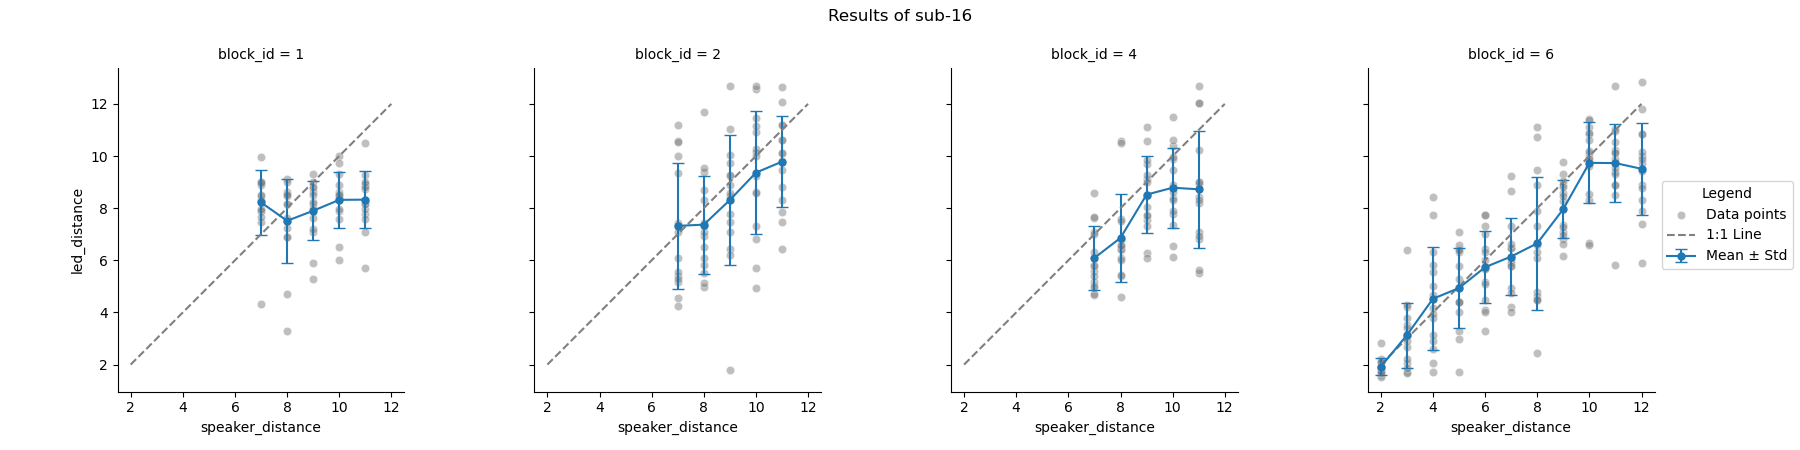 Results of sub-16
block_id = 1
block_id = 2
block_id = 4
block_id = 6
led_distance
12
10
8
6
4
2
2 4 6 8 10 12
2 4 6 8 10 12
2 4 6 8 10 12
2 4 6 8 10 12
speaker_distance
speaker_distance
speaker_distance
speaker_distance
Legend
Data points
1:1 Line
Mean ± Std